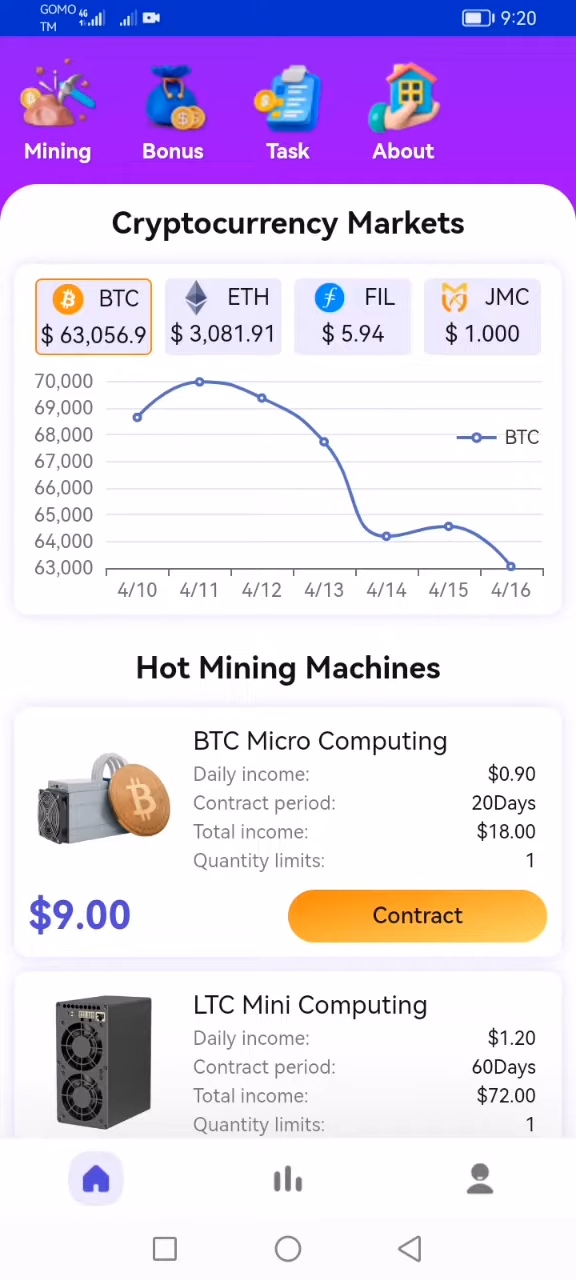 GOMO
TM
4G
9:20
Mining Bonus Task About
Cryptocurrency Markets
BTC ETH FIL JMC
$ 63,056.9 $ 3,081.91 $ 5.94 $ 1.000
70,000
69,000
68,000
BTC
67,000
66,000
65,000
64,000
63,000
4/10 4/11 4/12 4/13 4/14 4/15 4/16
Hot Mining Machines
BTC Micro Computing
Daily income: $0.90
Contract period: 20Days
Total income: $18.00
Quantity limits: 1
$9.00 Contract
LTC Mini Computing
Daily income: $1.20
Contract period: 60Days
Total income: $72.00
Quantity limits: 1